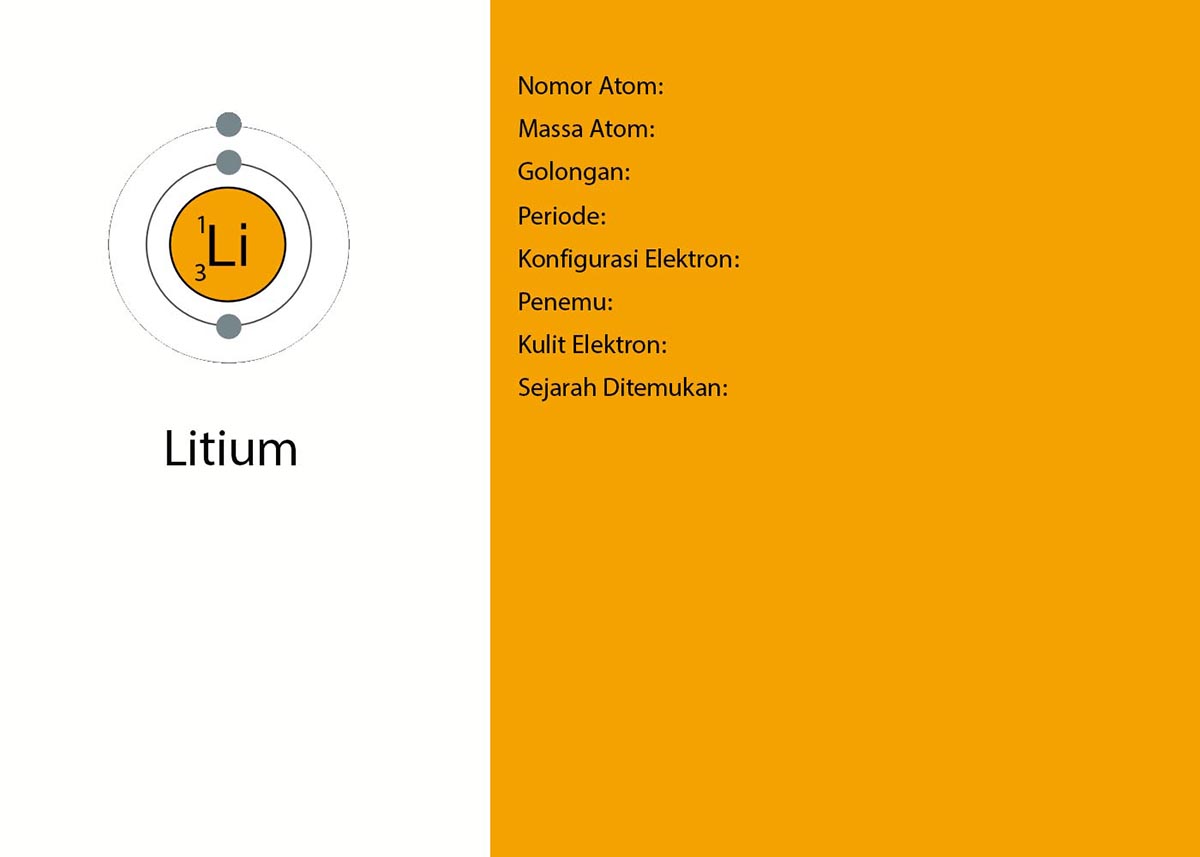 1
Li
3
Litium
Nomor Atom:
Massa Atom:
Golongan:
Periode:
Konfigurasi Elektron:
Penemu:
Kulit Elektron:
Sejarah Ditemukan: